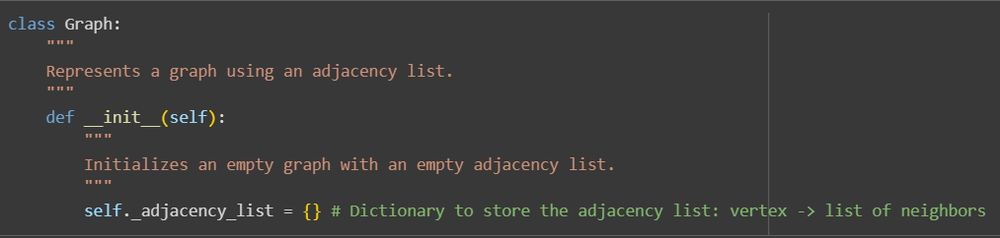 class Graph:
    """
    Represents a graph using an adjacency list.
    """
    def __init__(self):
        """
        Initializes an empty graph with an empty adjacency list.
        """
        self._adjacency_list = {} # Dictionary to store the adjacency list: vertex -> list of neighbors